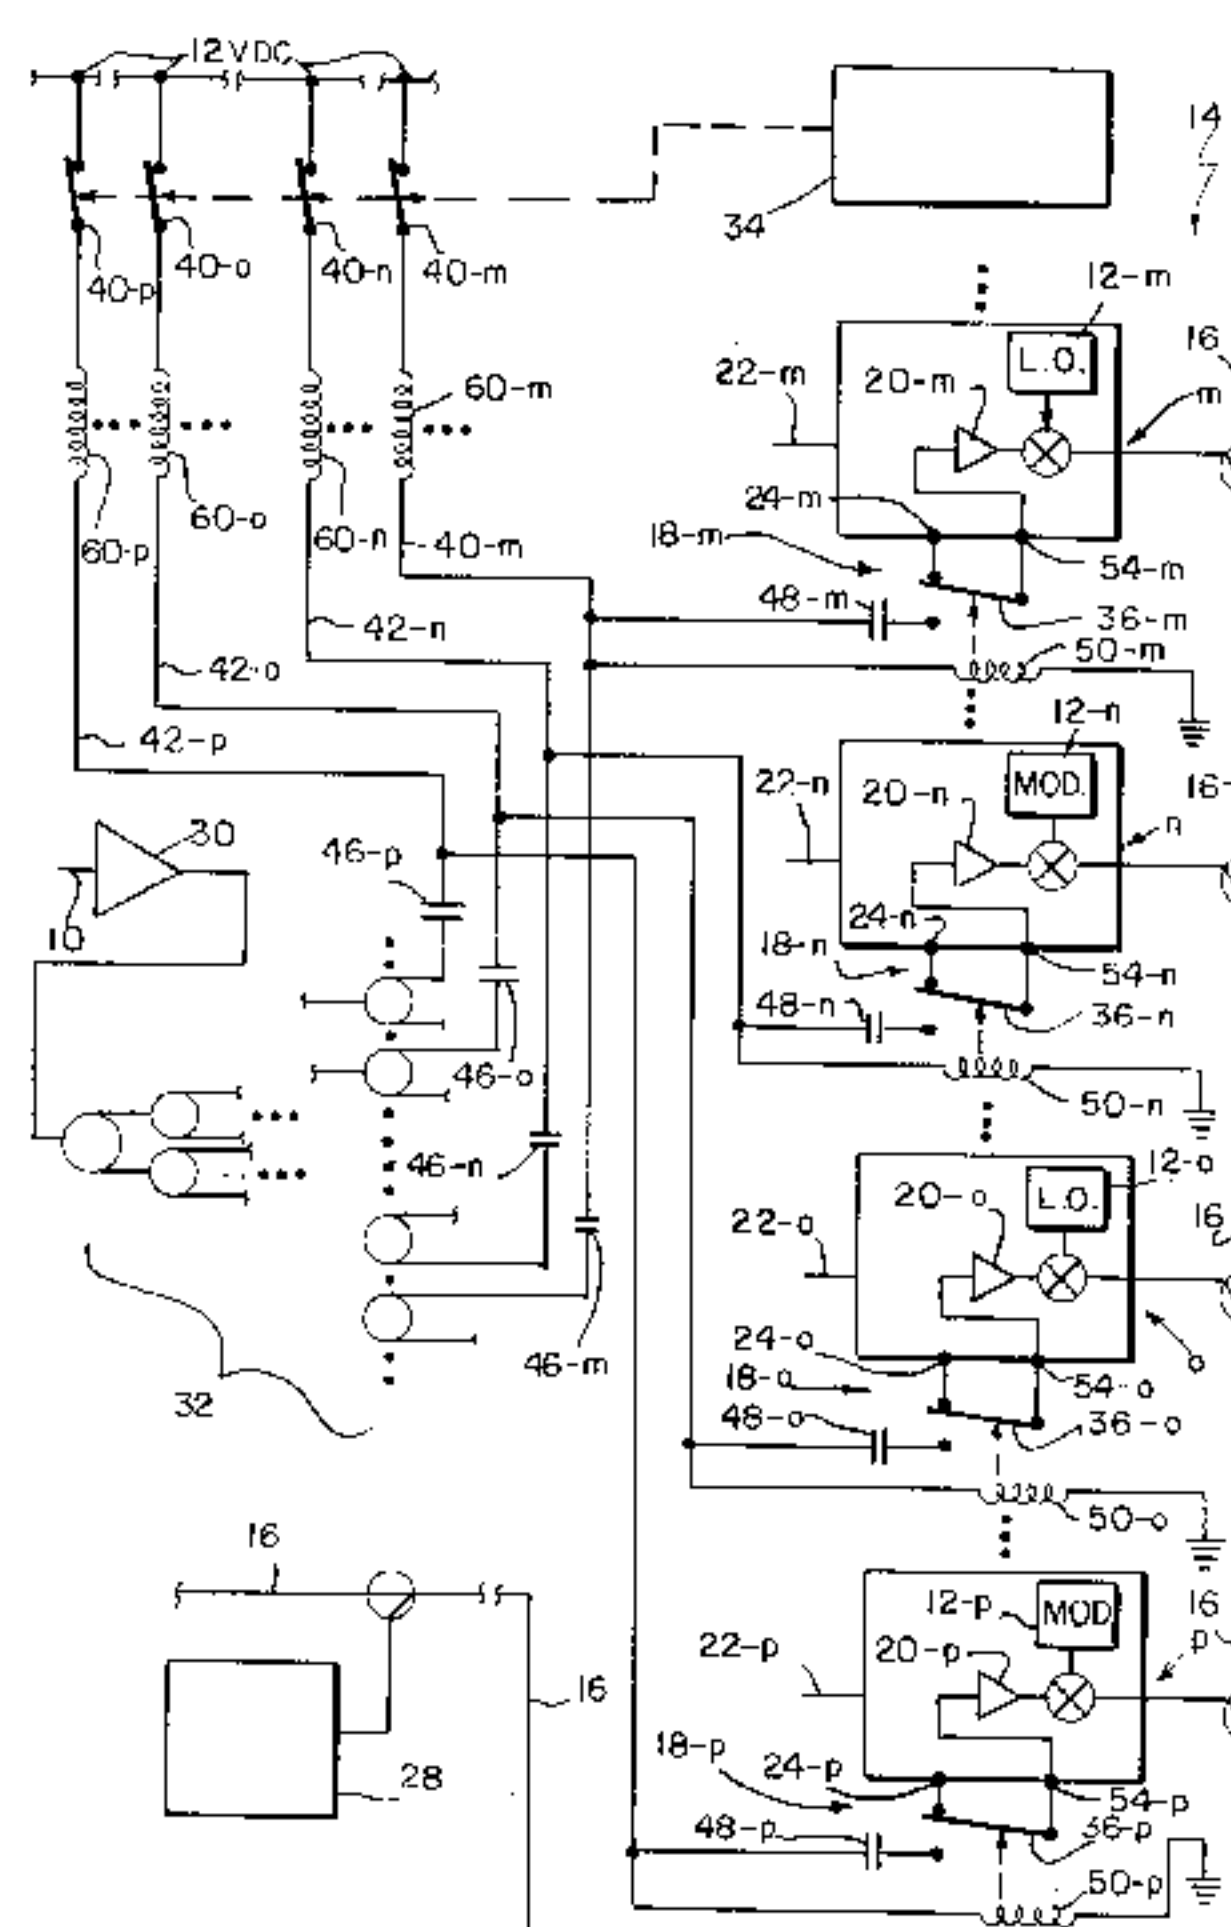 12VDC
14
34
40-p
40-o
40-n
40-m
12-m
L.O.
16
22-m
20-m
m
60-m
24-m
60-o
60-p
60-n
40-m
18-m
54-m
48-m
36-m
42-n
50-m
42-o
12-n
42-p
MOD.
16-
22-n
20-n
n
30
46-p
24-n
10
18-n
54-n
48-n
36-n
46-o
50-n
46-n
12-o
L.O.
20-o
16
22-o
24-o
o
46-m
18-o
54-o
32
48-o
36-o
50-o
16
12-p
MOD
16
22-p
20-p
p
16
18-p
24-p
28
54-p
48-p
36-p
50-p